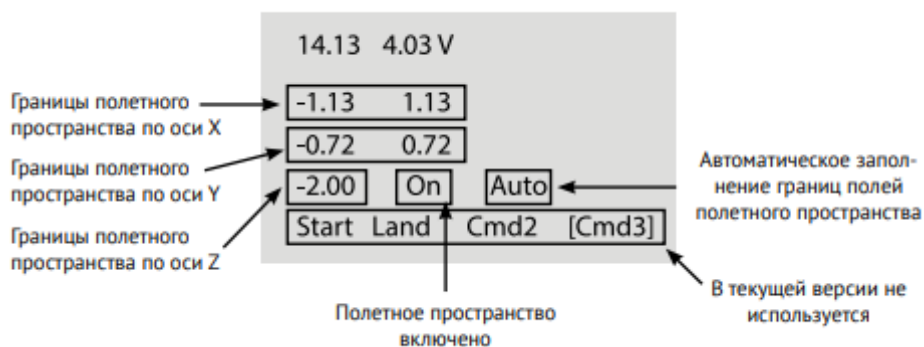 14.13 4.03 V
Границы полетного
пространства по оси X
-1.13 1.13
Границы полетного
пространства по оси Y
-0.72 0.72
Границы полетного
пространства по оси Z
-2.00 On Auto
Автоматическое запол-
нение границ полей
полетного пространства
Start Land Cmd2 [Cmd3]
Полетное пространство
включено
В текущей версии не
используется